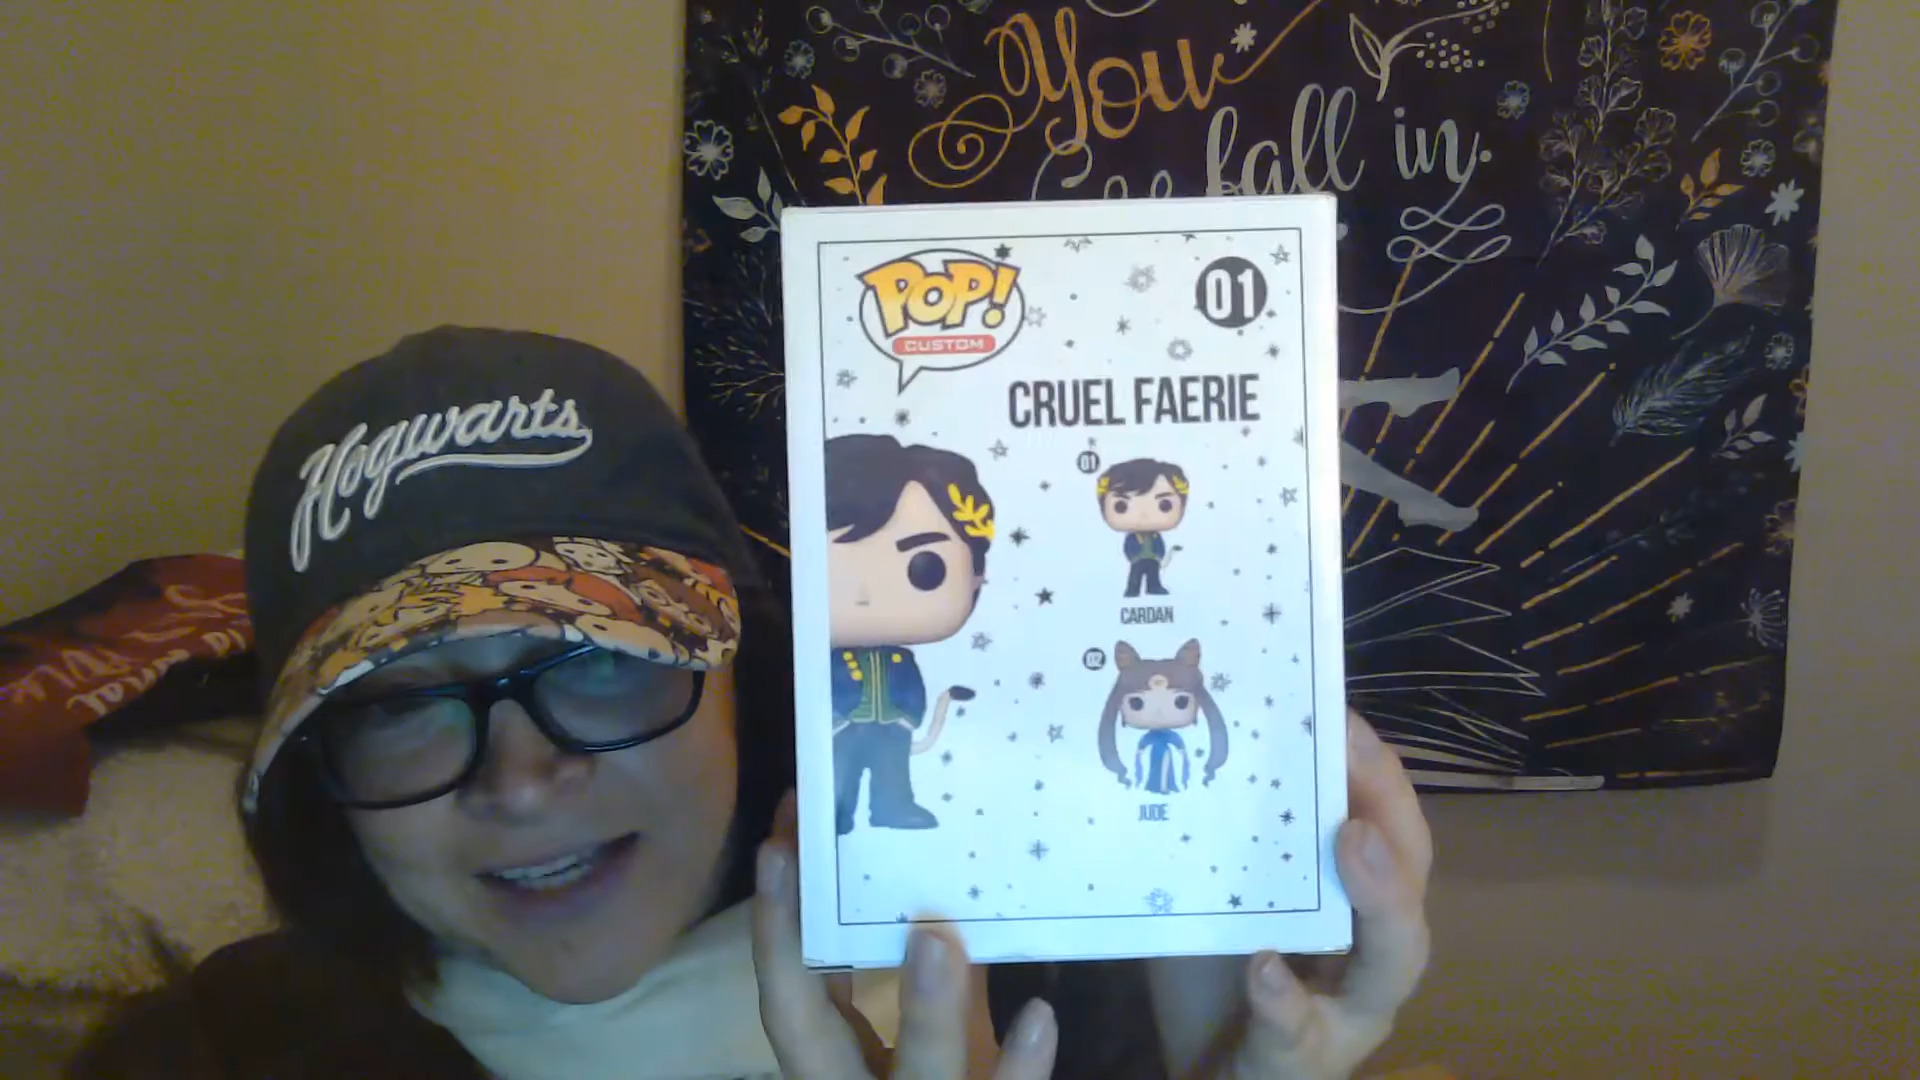 You
fall in.
Hogwarts
POP!
CUSTOM
01
CRUEL FAERIE
01
CARDAN
02
JUDE